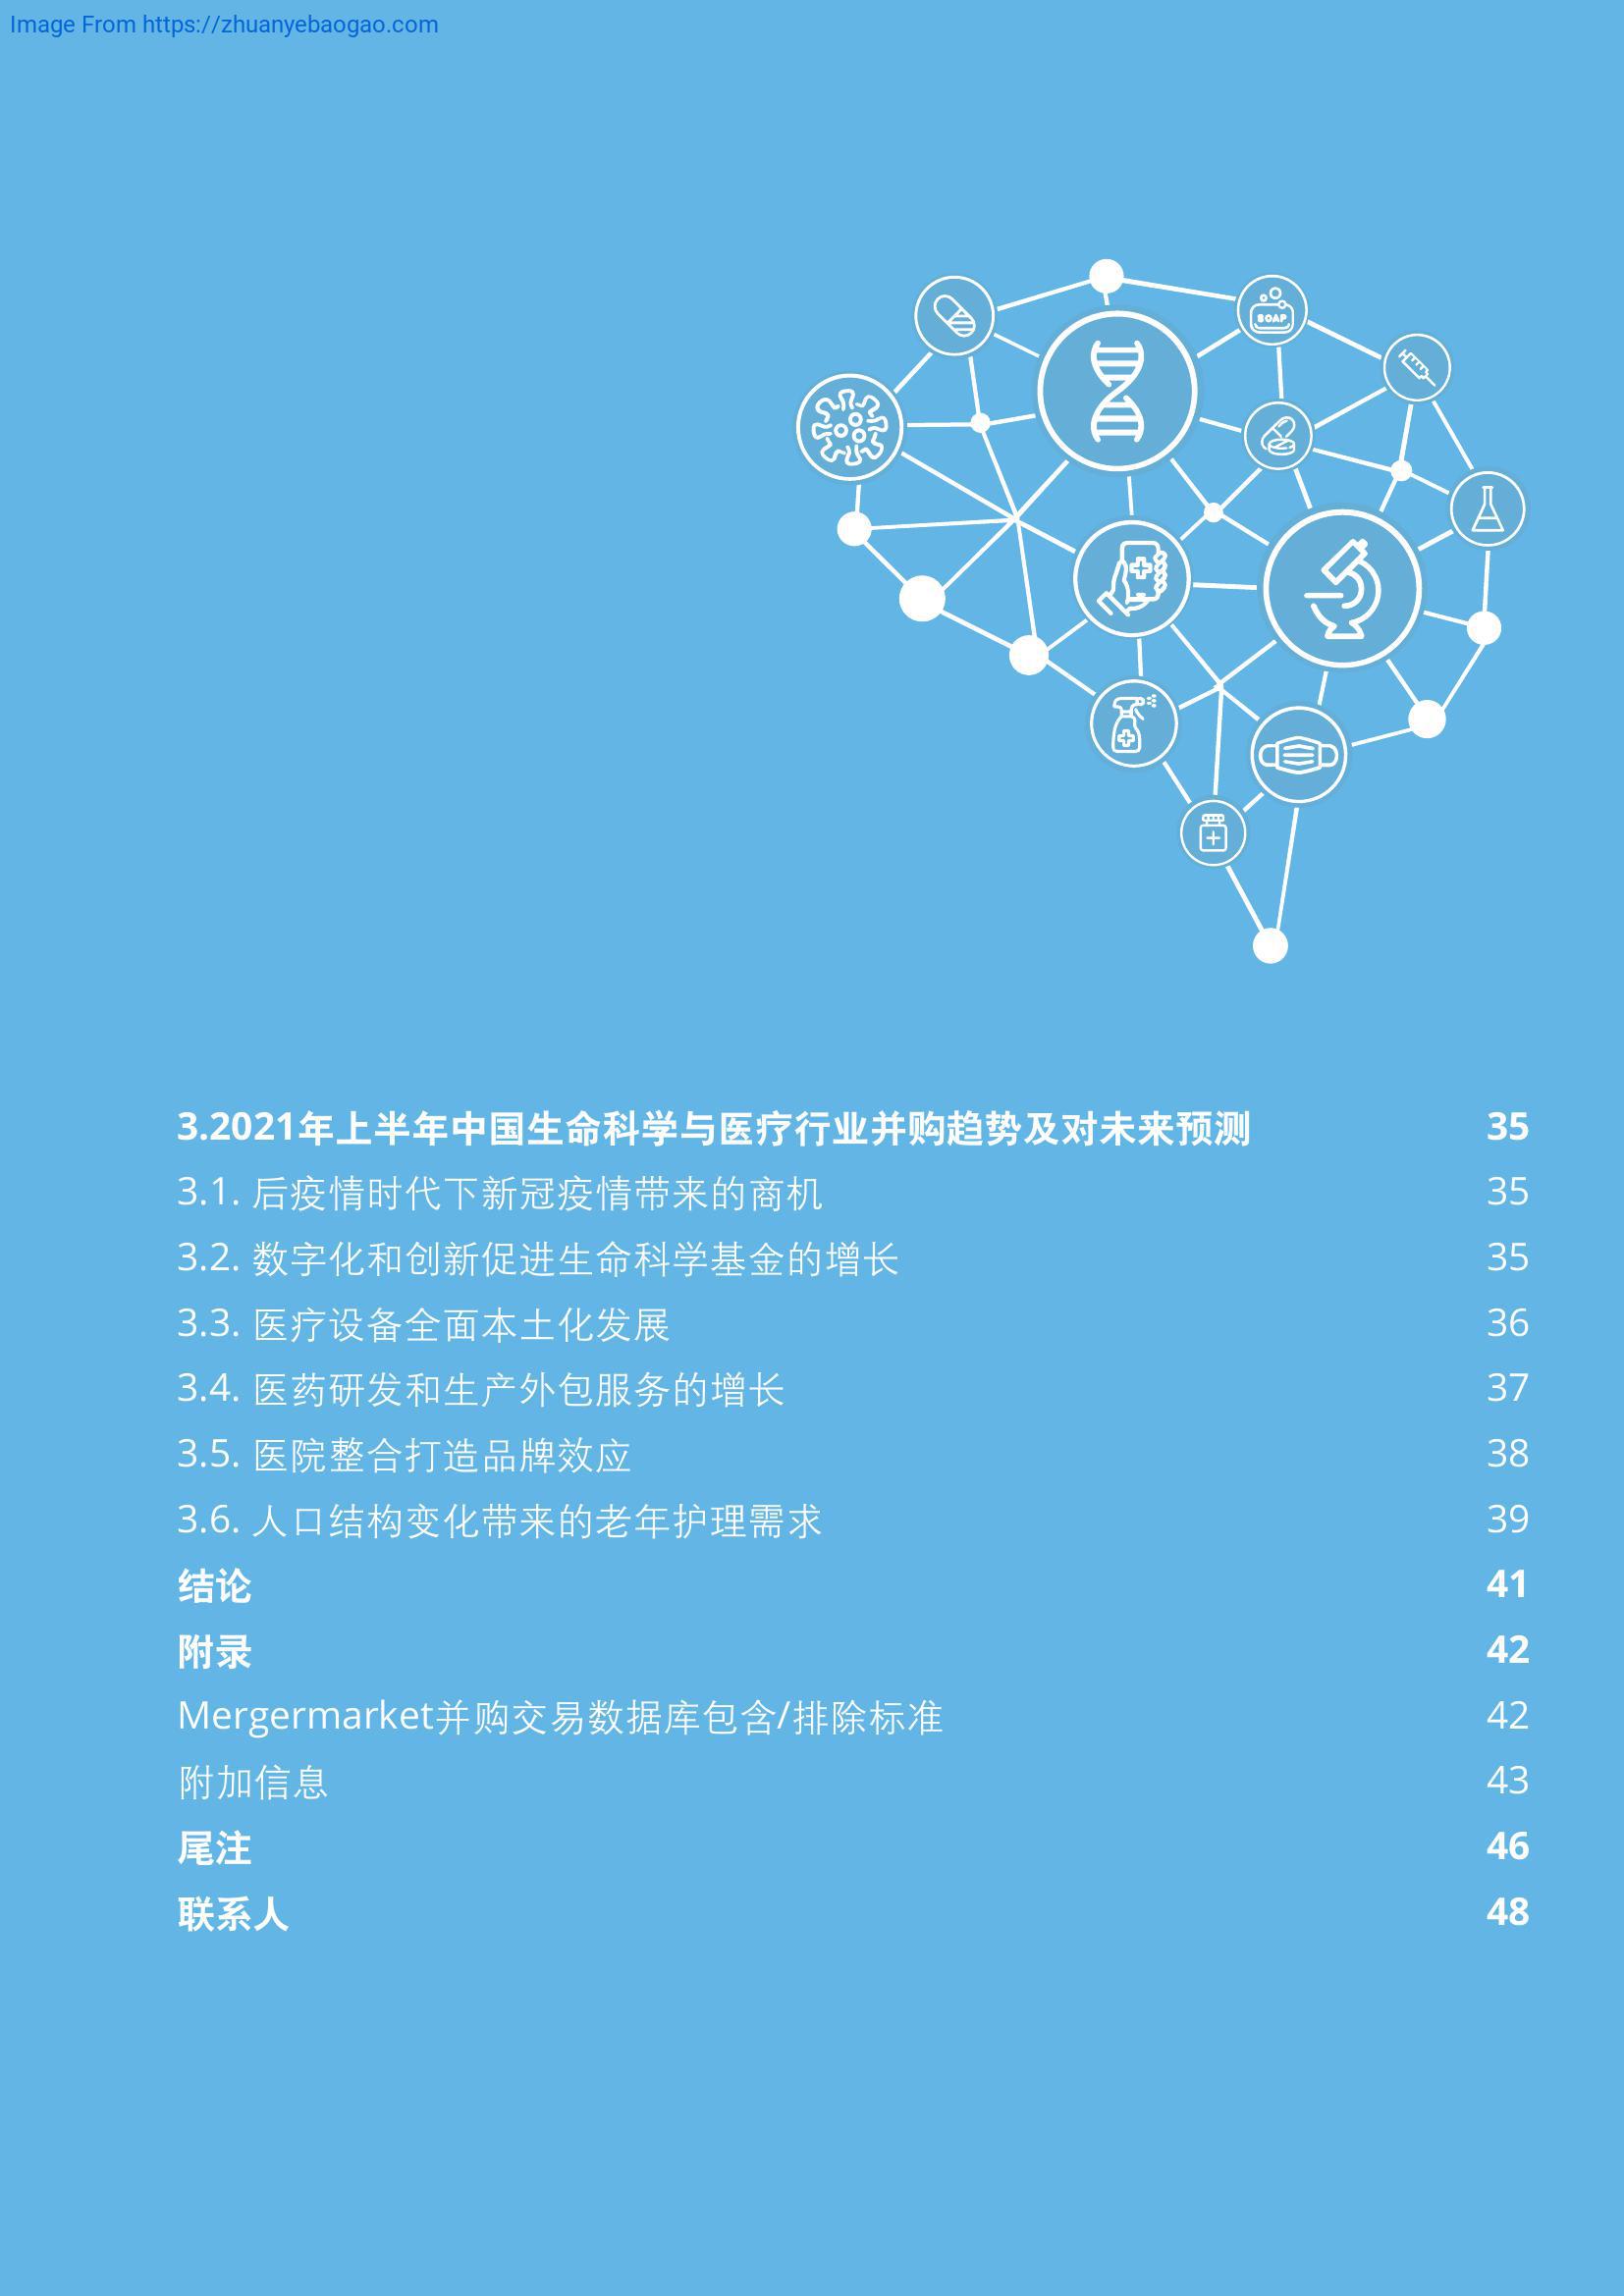 Image From https://zhuanyebaogao.com
SOAP
3.2021年上半年中国生命科学与医疗行业并购趋势及对未来预测 35
3.1. 后疫情时代下新冠疫情带来的商机 35
3.2. 数字化和创新促进生命科学基金的增长 35
3.3. 医疗设备全面本土化发展 36
3.4. 医药研发和生产外包服务的增长 37
3.5. 医院整合打造品牌效应 38
3.6. 人口结构变化带来的老年护理需求 39
结论 41
附录 42
Mergermarket并购交易数据库包含/排除标准 42
附加信息 43
尾注 46
联系人 48